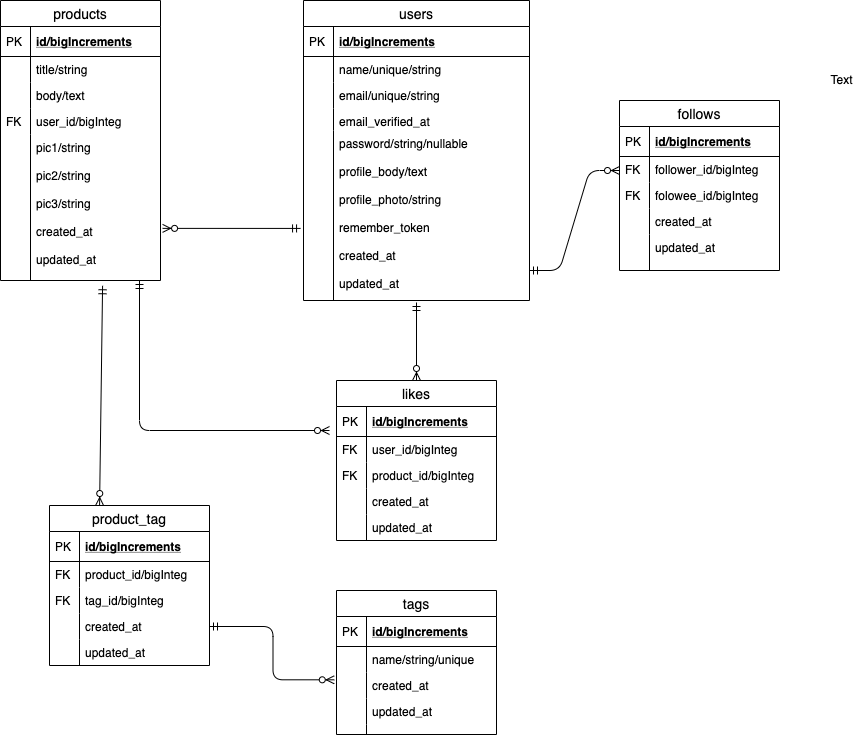 products
PK id/bigIncrements
title/string
body/text
FK user_id/bigInteg
pic1/string
pic2/string
pic3/string
created_at
updated_at
users
PK id/bigIncrements
name/unique/string
email/unique/string
email_verified_at
password/string/nullable
profile_body/text
profile_photo/string
remember_token
created_at
updated_at
Text
follows
PK id/bigIncrements
FK follower_id/bigInteg
FK folowee_id/bigInteg
created_at
updated_at
likes
PK id/bigIncrements
FK user_id/bigInteg
FK product_id/bigInteg
created_at
updated_at
product_tag
PK id/bigIncrements
FK product_id/bigInteg
FK tag_id/bigInteg
created_at
updated_at
tags
PK id/bigIncrements
name/string/unique
created_at
updated_at